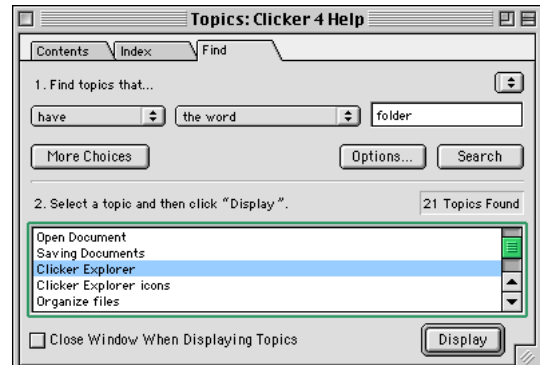 Topics: Clicker 4 Help
Contents Index Find
1. Find topics that...
have the word folder
More Choices Options... Search
2. Select a topic and then click “Display”. 21 Topics Found
Open Document
Saving Documents
Clicker Explorer
Clicker Explorer icons
Organize files
Close Window When Displaying Topics Display